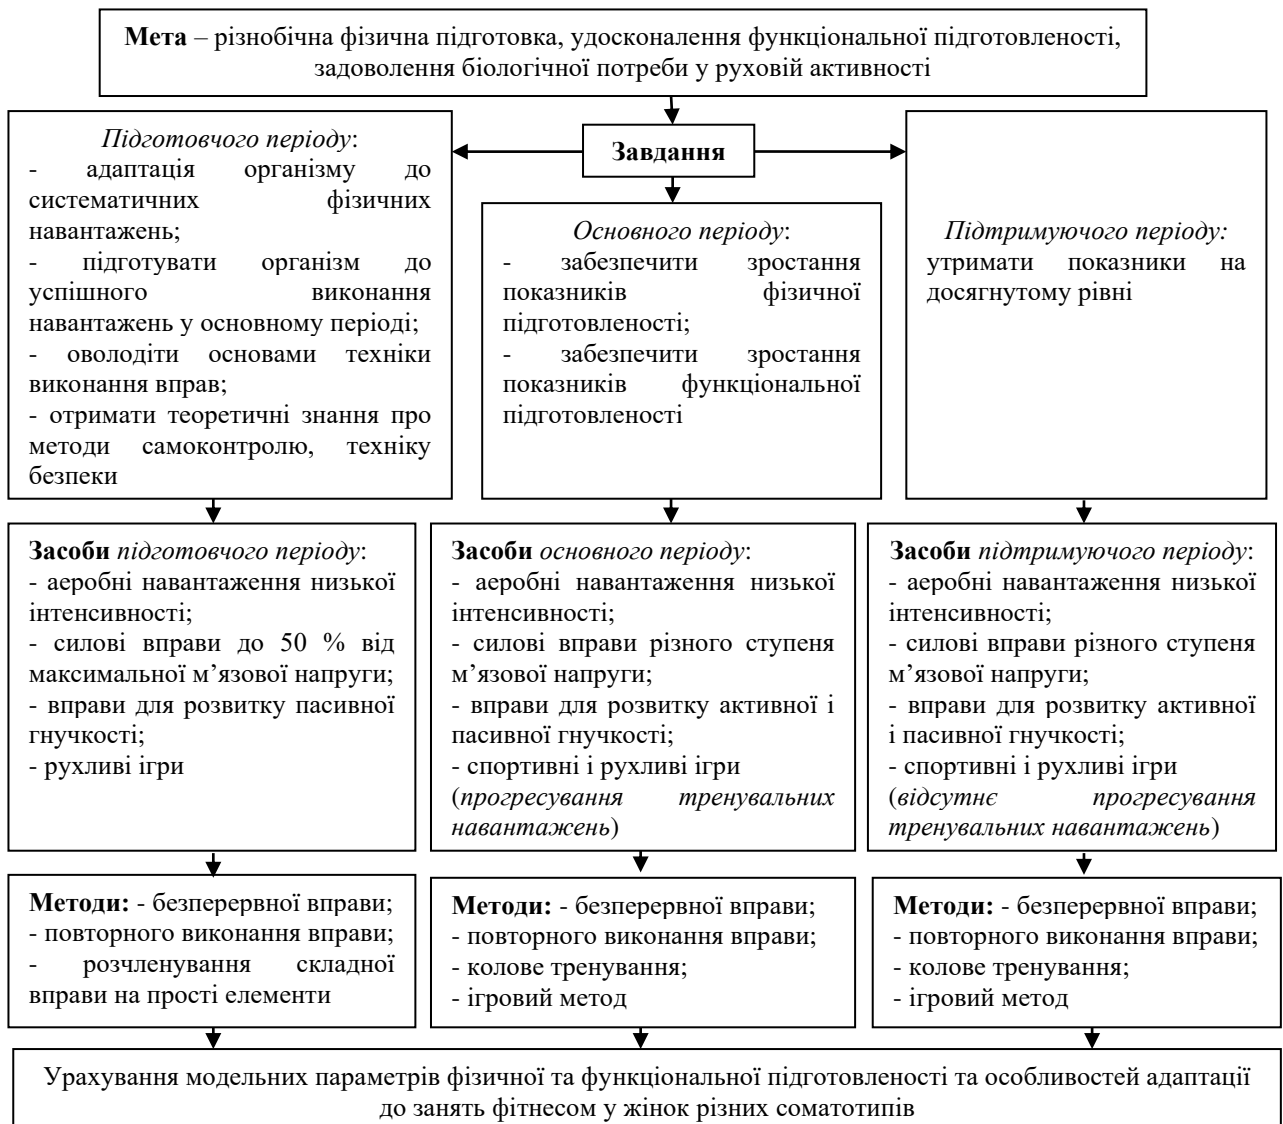 Мета – різнобічна фізична підготовка, удосконалення функціональної підготовленості,
задоволення біологічної потреби у руховій активності
Завдання
Підготовчого періоду:
- адаптація організму до
систематичних фізичних
навантажень;
- підготувати організм до
успішного виконання
навантажень у основному періоді;
- оволодіти основами техніки
виконання вправ;
- отримати теоретичні знання про
методи самоконтролю, техніку
безпеки
Основного періоду:
- забезпечити зростання
показників фізичної
підготовленості;
- забезпечити зростання
показників функціональної
підготовленості
Підтримуючого періоду:
утримати показники на
досягнутому рівні
Засоби підготовчого періоду:
- аеробні навантаження низької
інтенсивності;
- силові вправи до 50 % від
максимальної м’язової напруги;
- вправи для розвитку пасивної
гнучкості;
- рухливі ігри
Засоби основного періоду:
- аеробні навантаження низької
інтенсивності;
- силові вправи різного ступеня
м’язової напруги;
- вправи для розвитку активної і
пасивної гнучкості;
- спортивні і рухливі ігри
(прогресування тренувальних
навантажень)
Засоби підтримуючого періоду:
- аеробні навантаження низької
інтенсивності;
- силові вправи різного ступеня
м’язової напруги;
- вправи для розвитку активної
і пасивної гнучкості;
- спортивні і рухливі ігри
(відсутнє прогресування
тренувальних навантажень)
Методи: - безперервної вправи;
- повторного виконання вправи;
- розчленування складної
вправи на прості елементи
Методи: - безперервної вправи;
- повторного виконання вправи;
- колове тренування;
- ігровий метод
Методи: - безперервної вправи;
- повторного виконання вправи;
- колове тренування;
- ігровий метод
Урахування модельних параметрів фізичної та функціональної підготовленості та особливостей адаптації
до занять фітнесом у жінок різних соматотипів